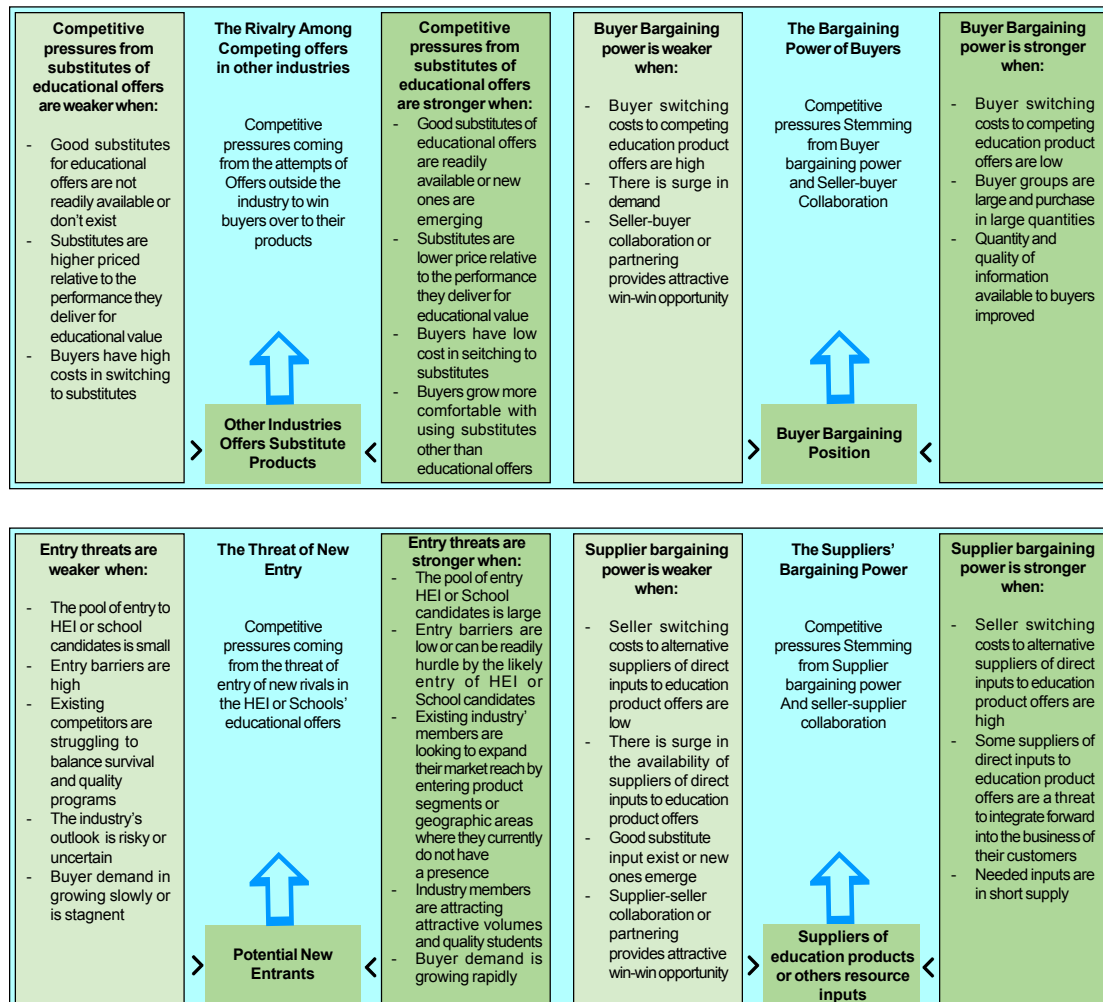 Competitive
pressures from
substitutes of
educational offers
are weaker when:
- Good substitutes
for educational
offers are not
readily available or
don't exist
- Substitutes are
higher priced
relative to the
performance they
deliver for
educational value
- Buyers have high
costs in switching
to substitutes
The Rivalry Among
Competing offers
in other industries
Competitive
pressures coming
from the attempts of
Offers outside the
industry to win
buyers over to their
products
Other Industries
Offers Substitute
Products
Competitive
pressures from
substitutes of
educational offers
are stronger when:
- Good substitutes of
educational offers
are readily
available or new
ones are
emerging
- Substitutes are
lower price relative
to the performance
they deliver for
educational value
- Buyers have low
cost in seitching to
substitutes
- Buyers grow more
comfortable with
using substitutes
other than
educational offers
Buyer Bargaining
power is weaker
when:
- Buyer switching
costs to competing
education product
offers are high
- There is surge in
demand
- Seller-buyer
collaboration or
partnering
provides attractive
win-win opportunity
The Bargaining
Power of Buyers
Competitive
pressures Stemming
from Buyer
bargaining power
and Seller-buyer
Collaboration
Buyer Bargaining
Position
Buyer Bargaining
power is stronger
when:
- Buyer switching
costs to competing
education product
offers are low
- Buyer groups are
large and purchase
in large quantities
- Quantity and
quality of
information
available to buyers
improved
Entry threats are
weaker when:
- The pool of entry to
HEI or school
candidates is small
- Entry barriers are
high
- Existing
competitors are
struggling to
balance survival
and quality
programs
- The industry's
outlook is risky or
uncertain
- Buyer demand in
growing slowly or
is stagnent
The Threat of New
Entry
Competitive
pressures coming
from the threat of
entry of new rivals in
the HEI or Schools'
educational offers
Potential New
Entrants
Entry threats are
stronger when:
- The pool of entry
HEI or School
candidates is large
- Entry barriers are
low or can be readily
hurdle by the likely
entry of HEI or
School candidates
- Existing industry'
members are
looking to expand
their market reach by
entering product
segments or
geographic areas
where they currently
do not have
a presence
- Industry members
are attracting
attractive volumes
and quality students
- Buyer demand is
growing rapidly
Supplier bargaining
power is weaker
when:
- Seller switching
costs to alternative
suppliers of direct
inputs to education
product offers are
low
- There is surge in
the availability of
suppliers of direct
inputs to education
product offers
- Good substitute
input exist or new
ones emerge
- Supplier-seller
collaboration or
partnering
provides attractive
win-win opportunity
The Suppliers'
Bargaining Power
Competitive
pressures Stemming
from Supplier
bargaining power
And seller-supplier
collaboration
Suppliers of
education products
or others resource
inputs
Supplier bargaining
power is stronger
when:
- Seller switching
costs to alternative
suppliers of direct
inputs to education
product offers are
high
- Some suppliers of
direct inputs to
education product
offers are a threat
to integrate forward
into the business of
their customers
- Needed inputs are
in short supply